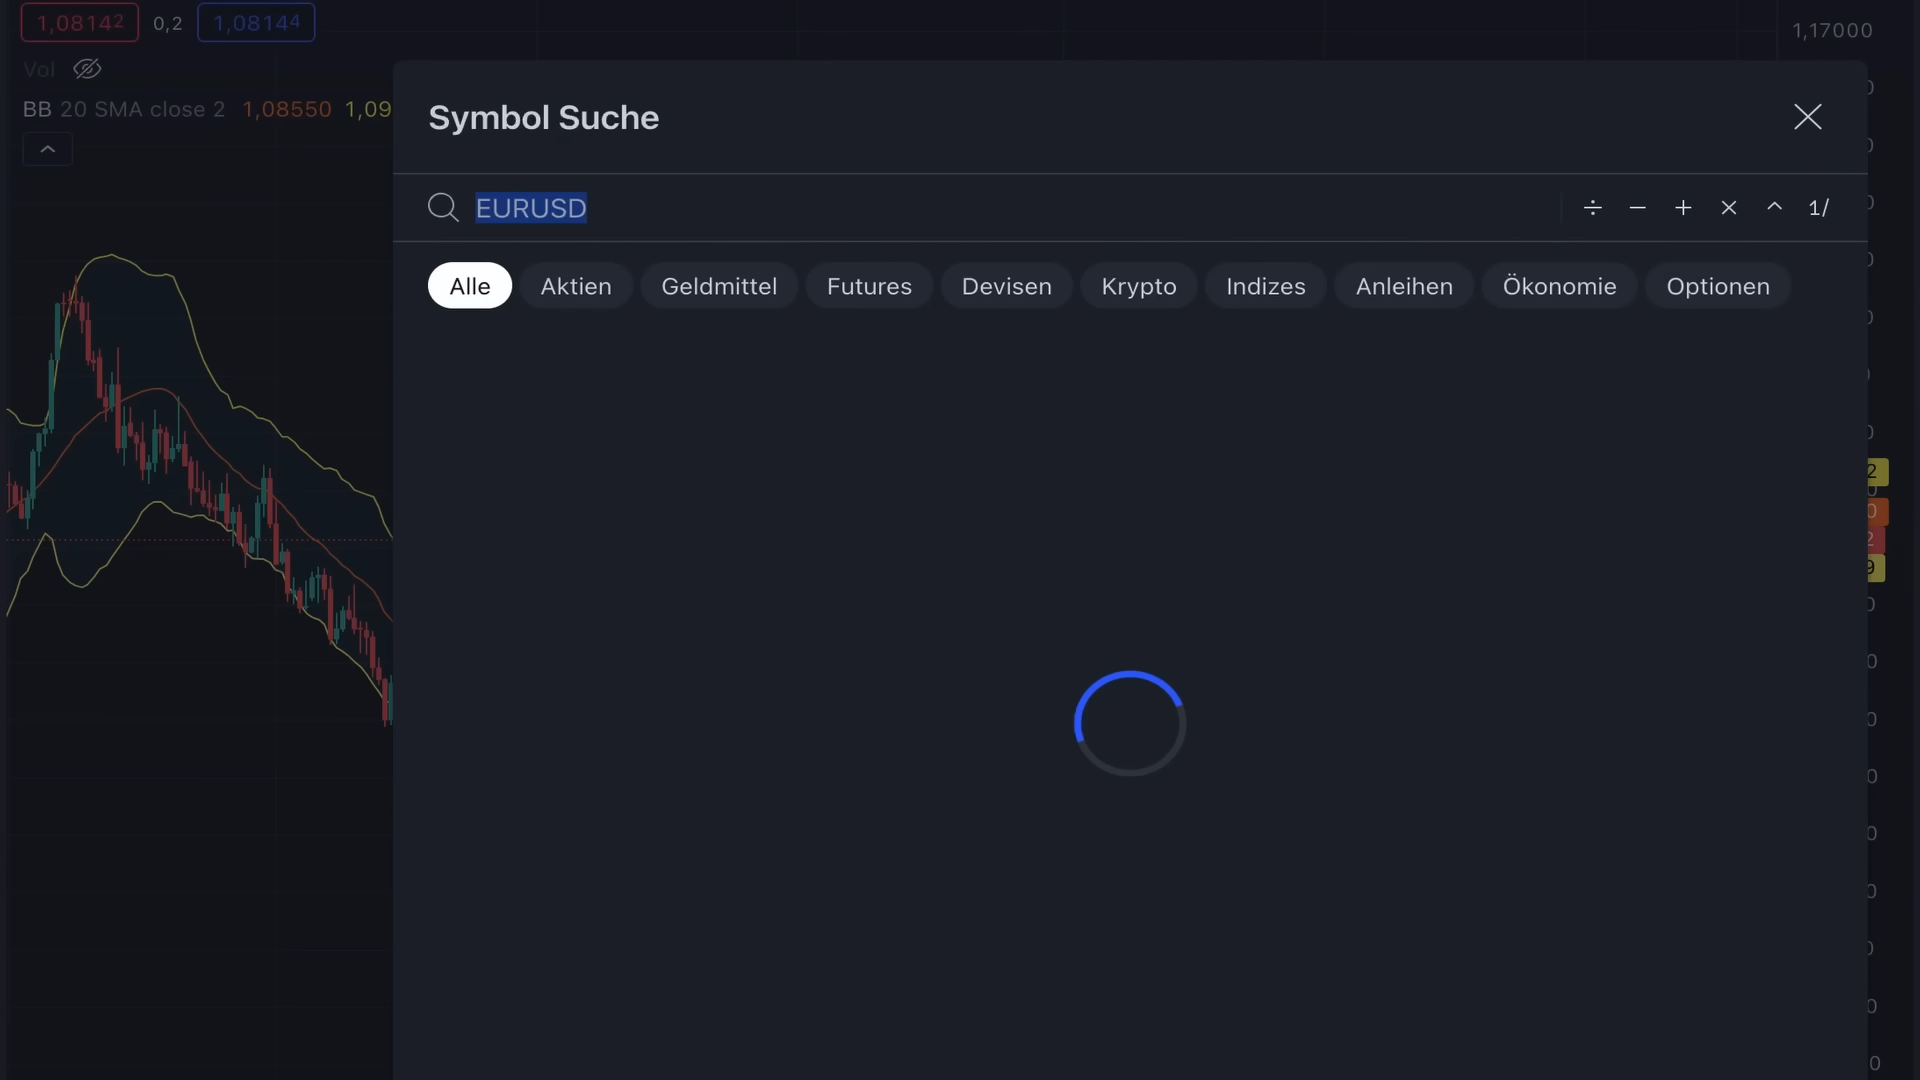 1,08142 0,2 1,08144
1,17000
Vol
BB 20 SMA close 2 1,08550 1,09
Symbol Suche
EURUSD
÷ − + × ^ 1/
Alle Aktien Geldmittel Futures Devisen Krypto Indizes Anleihen Ökonomie Optionen